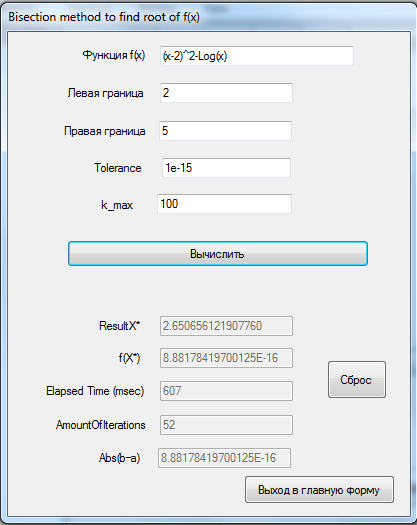 Bisection method to find root of f(x)
Функция f(x) (x-2)^2-Log(x)
Левая граница 2
Правая граница 5
Tolerance 1e-15
k_max 100
Вычислить
ResultX* 2.650656121907760
f(X*) 8.88178419700125E-16
Сброс
Elapsed Time (msec) 607
AmountOfIterations 52
Abs(b-a) 8.88178419700125E-16
Выход в главную форму